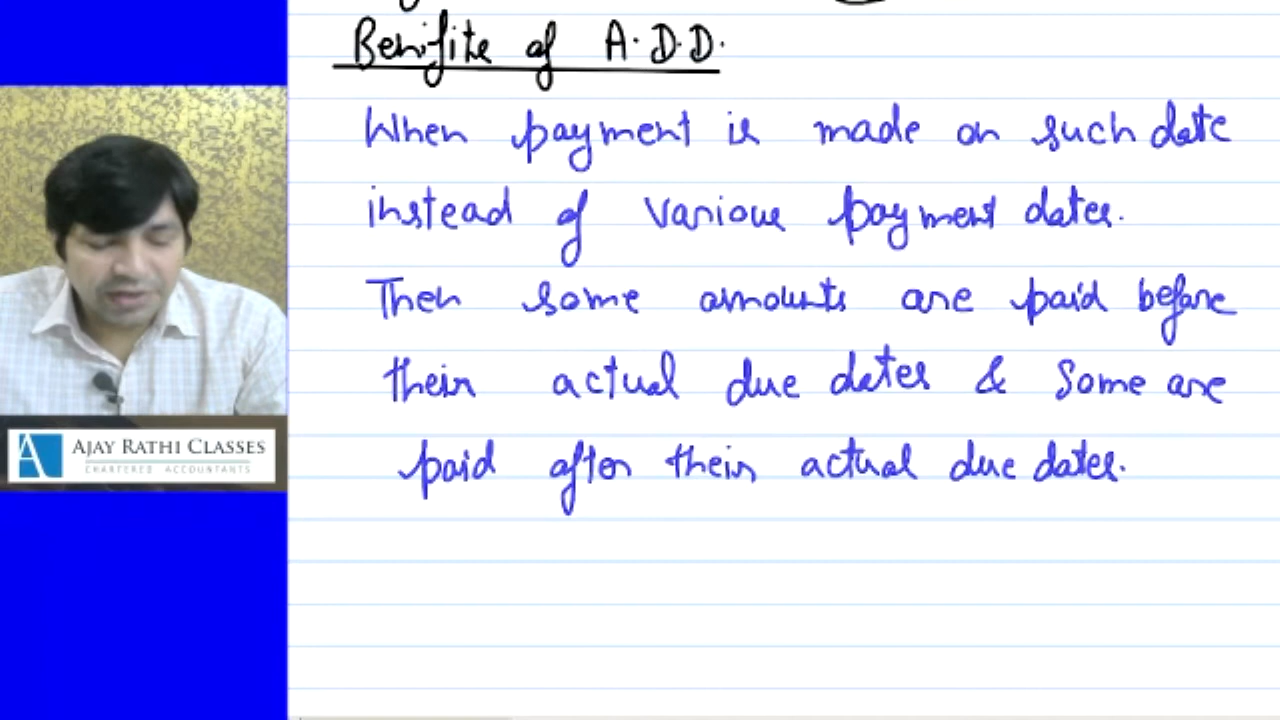 Benifits of A.D.D.
When payment is made on such date
instead of various payment dates.
Then some amounts are paid before
their actual due dates & some are
paid after their actual due dates.
AJAY RATHI CLASSES
CHARTERED ACCOUNTANTS